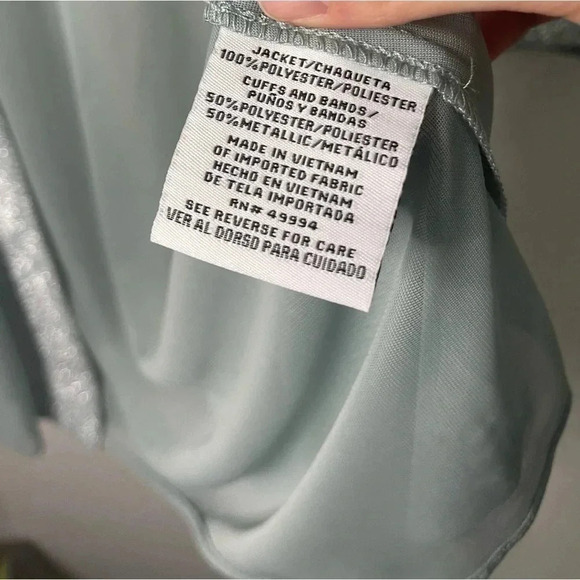 JACKET/CHAQUETA
100%POLYESTER/POLIESTER
CUFFS AND BANDS/
PUÑOS Y BANDAS
50%POLYESTER/POLIESTER
50%METALLIC/METÁLICO
MADE IN VIETNAM
OF IMPORTED FABRIC
HECHO EN VIETNAM
DE TELA IMPORTADA
RN# 49994
SEE REVERSE FOR CARE
VER AL DORSO PARA CUIDADO